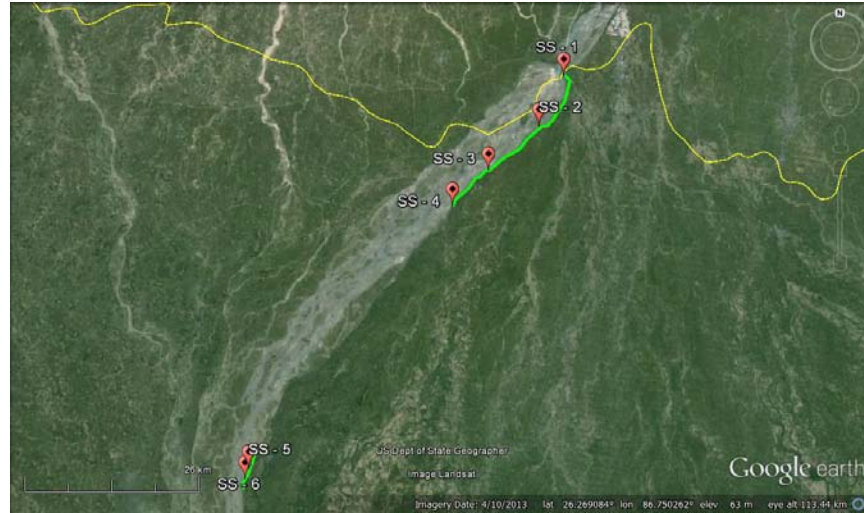 N
SS - 1
SS - 2
SS - 3
SS - 4
SS - 5
SS - 6
26 km
US Dept of State Geographer
Image Landsat
Google earth
Imagery Date: 4/10/2013 lat 26.269084° lon 86.750262° elev 63 m eye alt 113.44 km